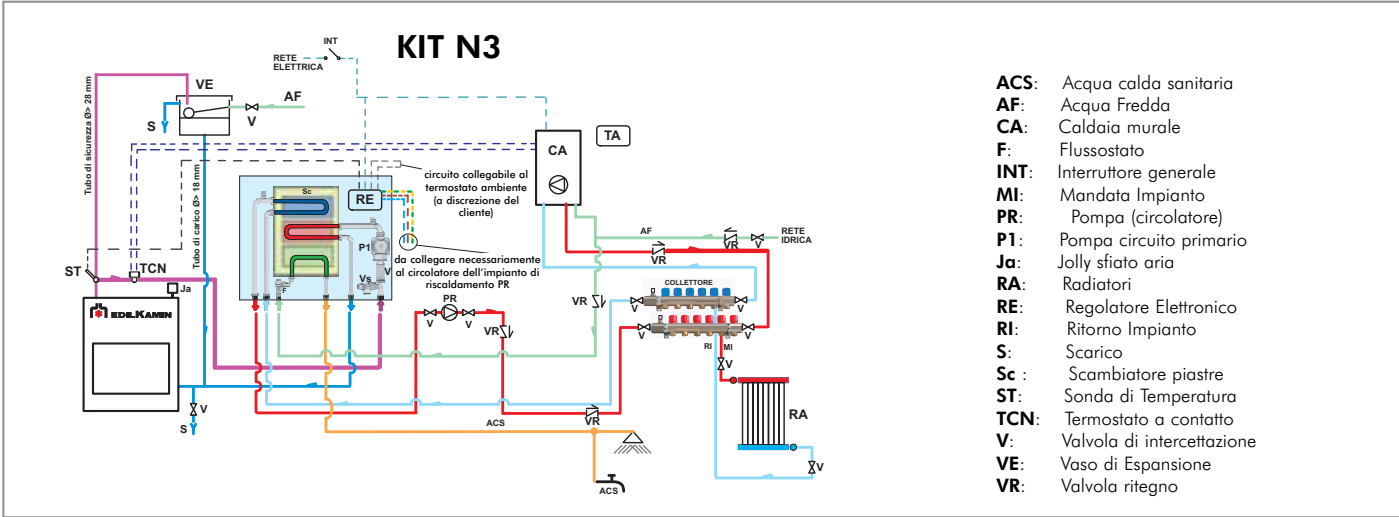 KIT N3
INT
RETE
ELETTRICA
Tubo di sicurezza Ø> 28 mm
VE
AF
S
V
Tubo di carico Ø> 18 mm
CA
TA
circuito collegabile al
termostato ambiente
(a discrezione del
cliente)
Sc
RE
P1
V
Vs
F
da collegare necessariamente
al circolatore dell'impianto di
riscaldamento PR
AF
VR
V
RETE
IDRICA
VR
ST
TCN
Ja
EDILKAMIN
PR
V
V
VR
VR
COLLETTORE
V
V
V
V
RI
MI
V
V
S
ACS
VR
RA
V
ACS
ACS: Acqua calda sanitaria
AF: Acqua Fredda
CA: Caldaia murale
F: Flussostato
INT: Interruttore generale
MI: Mandata Impianto
PR: Pompa (circolatore)
P1: Pompa circuito primario
Ja: Jolly sfiato aria
RA: Radiatori
RE: Regolatore Elettronico
RI: Ritorno Impianto
S: Scarico
Sc : Scambiatore piastre
ST: Sonda di Temperatura
TCN: Termostato a contatto
V: Valvola di intercettazione
VE: Vaso di Espansione
VR: Valvola ritegno